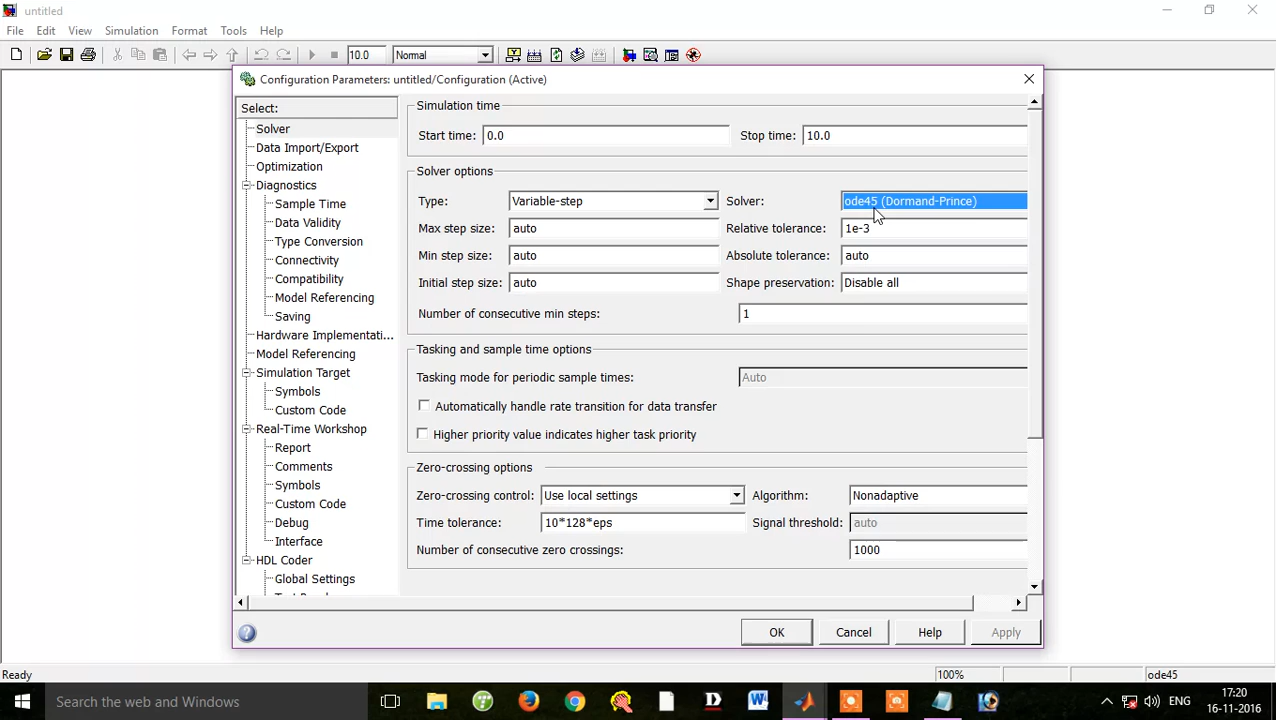 untitled
File Edit View Simulation Format Tools Help
10.0 Normal
Configuration Parameters: untitled/Configuration (Active)
Select:
Solver
Data Import/Export
Optimization
Diagnostics
Sample Time
Data Validity
Type Conversion
Connectivity
Compatibility
Model Referencing
Saving
Hardware Implementati...
Model Referencing
Simulation Target
Symbols
Custom Code
Real-Time Workshop
Report
Comments
Symbols
Custom Code
Debug
Interface
HDL Coder
Global Settings
Simulation time
Start time: 0.0 Stop time: 10.0
Solver options
Type: Variable-step Solver: ode45 (Dormand-Prince)
Max step size: auto Relative tolerance: 1e-3
Min step size: auto Absolute tolerance: auto
Initial step size: auto Shape preservation: Disable all
Number of consecutive min steps: 1
Tasking and sample time options
Tasking mode for periodic sample times: Auto
Automatically handle rate transition for data transfer
Higher priority value indicates higher task priority
Zero-crossing options
Zero-crossing control: Use local settings Algorithm: Nonadaptive
Time tolerance: 10*128*eps Signal threshold: auto
Number of consecutive zero crossings: 1000
OK Cancel Help Apply
Ready 100% ode45
Search the web and Windows
ENG
17:20
16-11-2016